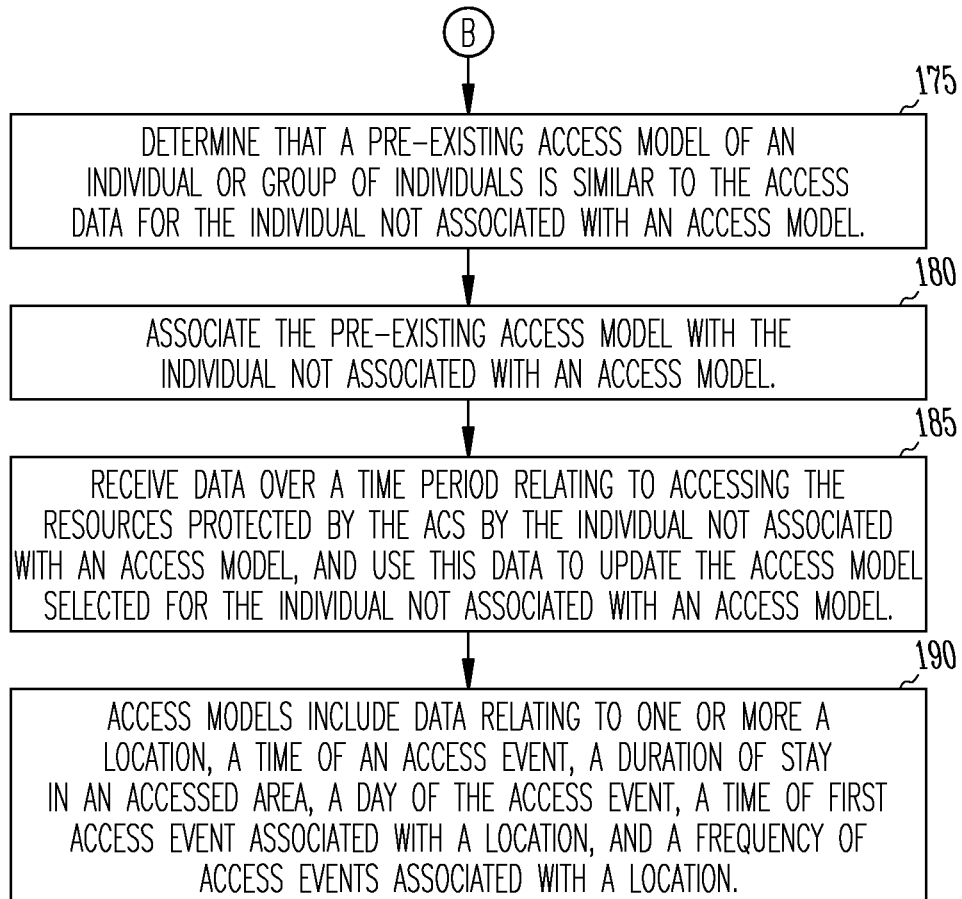 B
175
DETERMINE THAT A PRE-EXISTING ACCESS MODEL OF AN
INDIVIDUAL OR GROUP OF INDIVIDUALS IS SIMILAR TO THE ACCESS
DATA FOR THE INDIVIDUAL NOT ASSOCIATED WITH AN ACCESS MODEL.
180
ASSOCIATE THE PRE-EXISTING ACCESS MODEL WITH THE
INDIVIDUAL NOT ASSOCIATED WITH AN ACCESS MODEL.
185
RECEIVE DATA OVER A TIME PERIOD RELATING TO ACCESSING THE
RESOURCES PROTECTED BY THE ACS BY THE INDIVIDUAL NOT ASSOCIATED
WITH AN ACCESS MODEL, AND USE THIS DATA TO UPDATE THE ACCESS MODEL
SELECTED FOR THE INDIVIDUAL NOT ASSOCIATED WITH AN ACCESS MODEL.
190
ACCESS MODELS INCLUDE DATA RELATING TO ONE OR MORE A
LOCATION, A TIME OF AN ACCESS EVENT, A DURATION OF STAY
IN AN ACCESSED AREA, A DAY OF THE ACCESS EVENT, A TIME OF FIRST
ACCESS EVENT ASSOCIATED WITH A LOCATION, AND A FREQUENCY OF
ACCESS EVENTS ASSOCIATED WITH A LOCATION.